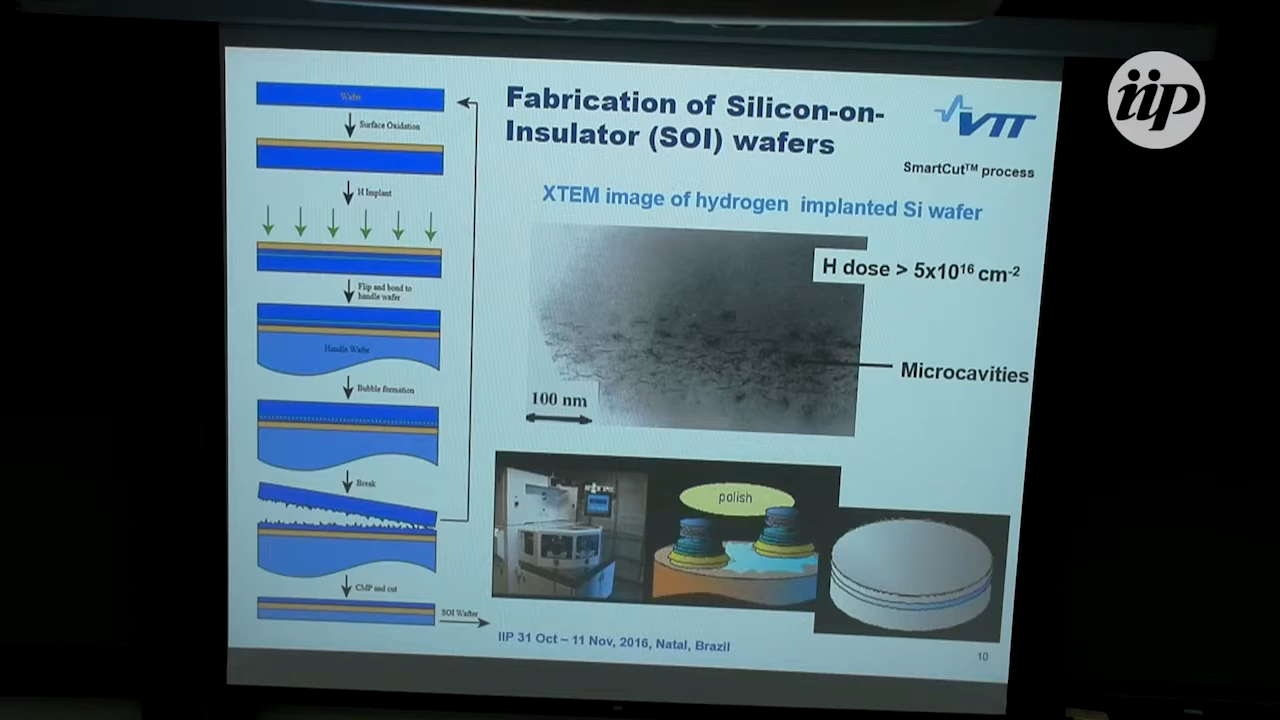 iip
Fabrication of Silicon-on-
Insulator (SOI) wafers
VTT
SmartCut™ process
XTEM image of hydrogen implanted Si wafer
H dose > 5x10¹⁶ cm⁻²
Microcavities
100 nm
Wafer
Surface Oxidation
H Implant
Flip and bond to
handle wafer
Handle Wafer
Bubble formation
Break
CMP and cut
SOI Wafter
polish
IIP 31 Oct – 11 Nov, 2016, Natal, Brazil
10